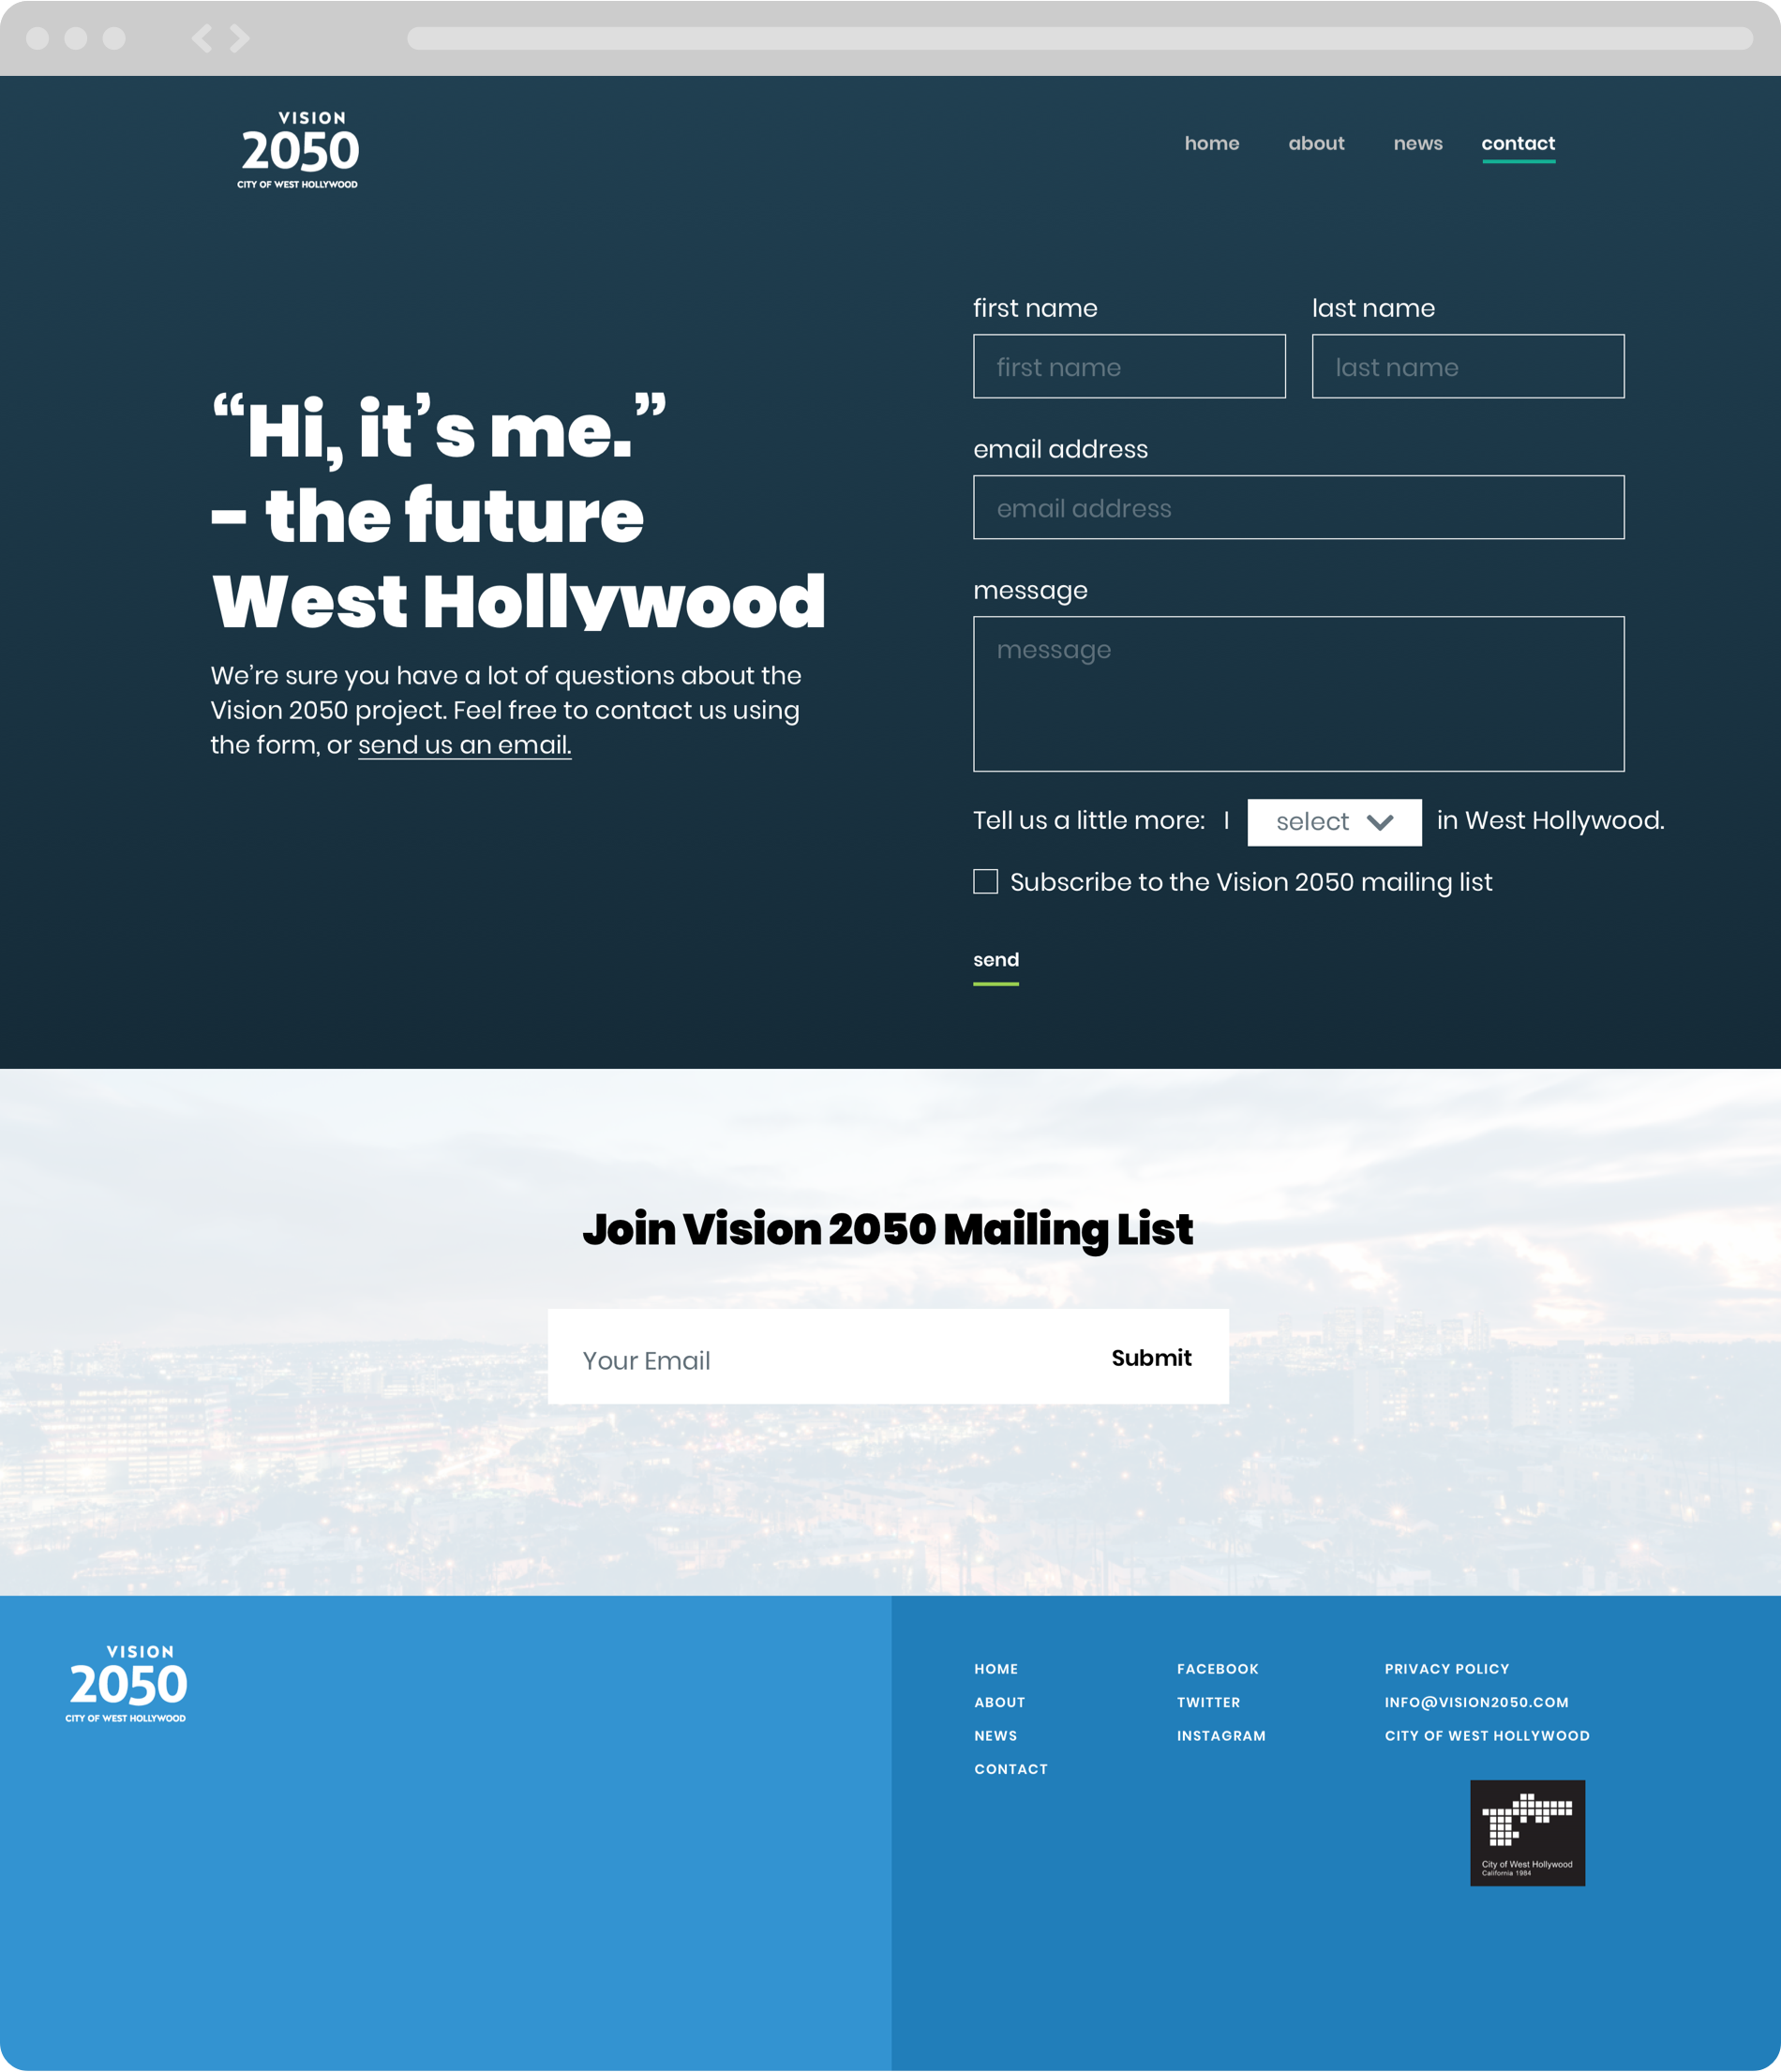 VISION
2050
CITY OF WEST HOLLYWOOD
home about news contact
“Hi, it’s me.”
- the future
West Hollywood
We’re sure you have a lot of questions about the
Vision 2050 project. Feel free to contact us using
the form, or send us an email.
first name last name
first name last name
email address
email address
message
message
Tell us a little more: I select in West Hollywood.
Subscribe to the Vision 2050 mailing list
send
Join Vision 2050 Mailing List
Your Email Submit
VISION
2050
CITY OF WEST HOLLYWOOD
HOME FACEBOOK PRIVACY POLICY
ABOUT TWITTER INFO@VISION2050.COM
NEWS INSTAGRAM CITY OF WEST HOLLYWOOD
CONTACT
City of West Hollywood
California 1984